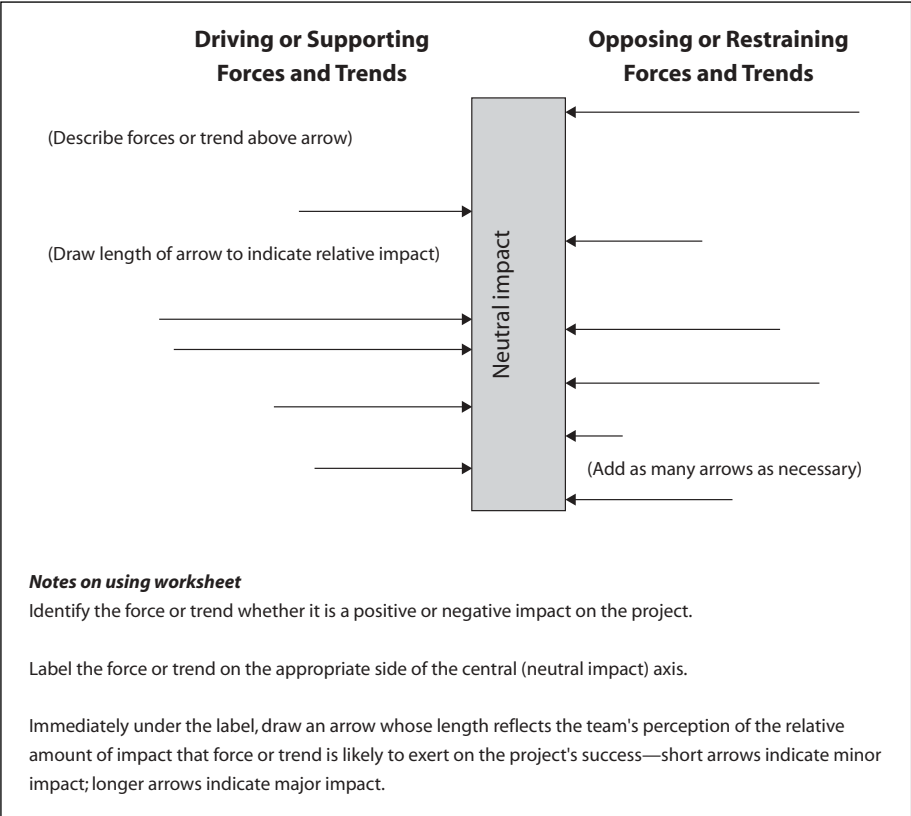 Driving or Supporting
Forces and Trends
Opposing or Restraining
Forces and Trends
(Describe forces or trend above arrow)
(Draw length of arrow to indicate relative impact)
Neutral impact
(Add as many arrows as necessary)
Notes on using worksheet
Identify the force or trend whether it is a positive or negative impact on the project.
Label the force or trend on the appropriate side of the central (neutral impact) axis.
Immediately under the label, draw an arrow whose length reflects the team's perception of the relative
amount of impact that force or trend is likely to exert on the project's success—short arrows indicate minor
impact; longer arrows indicate major impact.